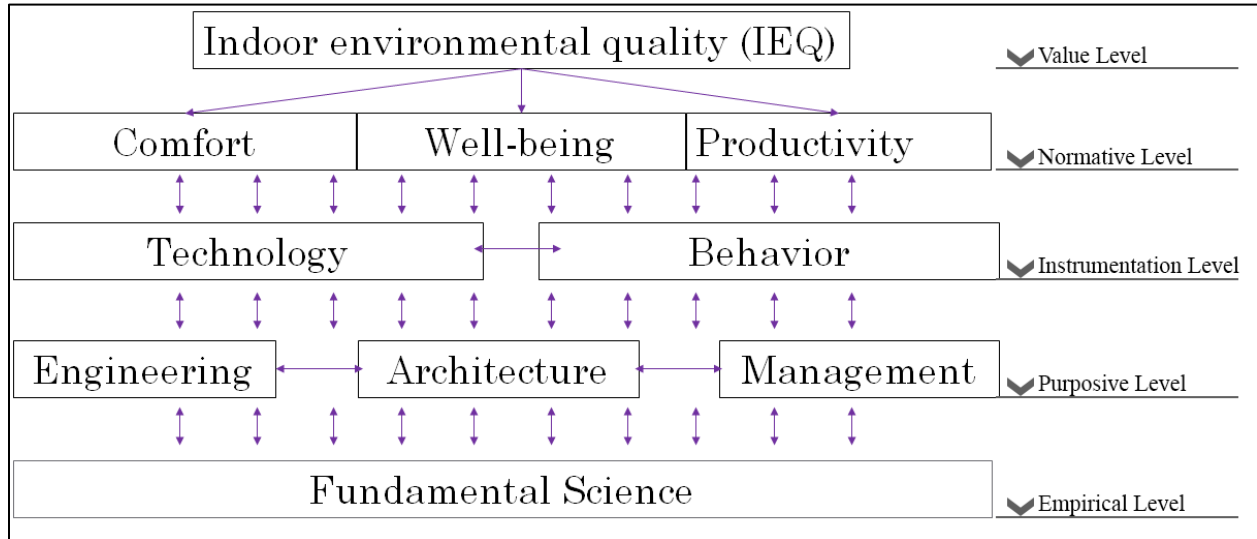 Indoor environmental quality (IEQ)
Value Level
Comfort
Well-being
Productivity
Normative Level
Technology
Behavior
Instrumentation Level
Engineering
Architecture
Management
Purposive Level
Fundamental Science
Empirical Level